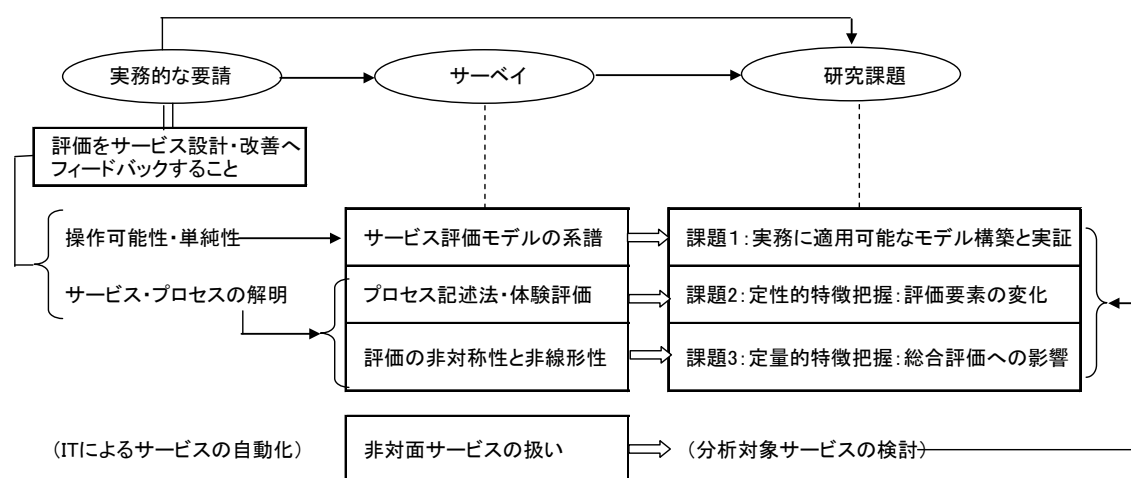 実務的な要請
サーベイ
研究課題
評価をサービス設計・改善へ
フィードバックすること
操作可能性・単純性
サービス評価モデルの系譜
課題1：実務に適用可能なモデル構築と実証
サービス・プロセスの解明
プロセス記述法・体験評価
課題2：定性的特徴把握：評価要素の変化
評価の非対称性と非線形性
課題3：定量的特徴把握：総合評価への影響
（ITによるサービスの自動化）
非対面サービスの扱い
（分析対象サービスの検討）